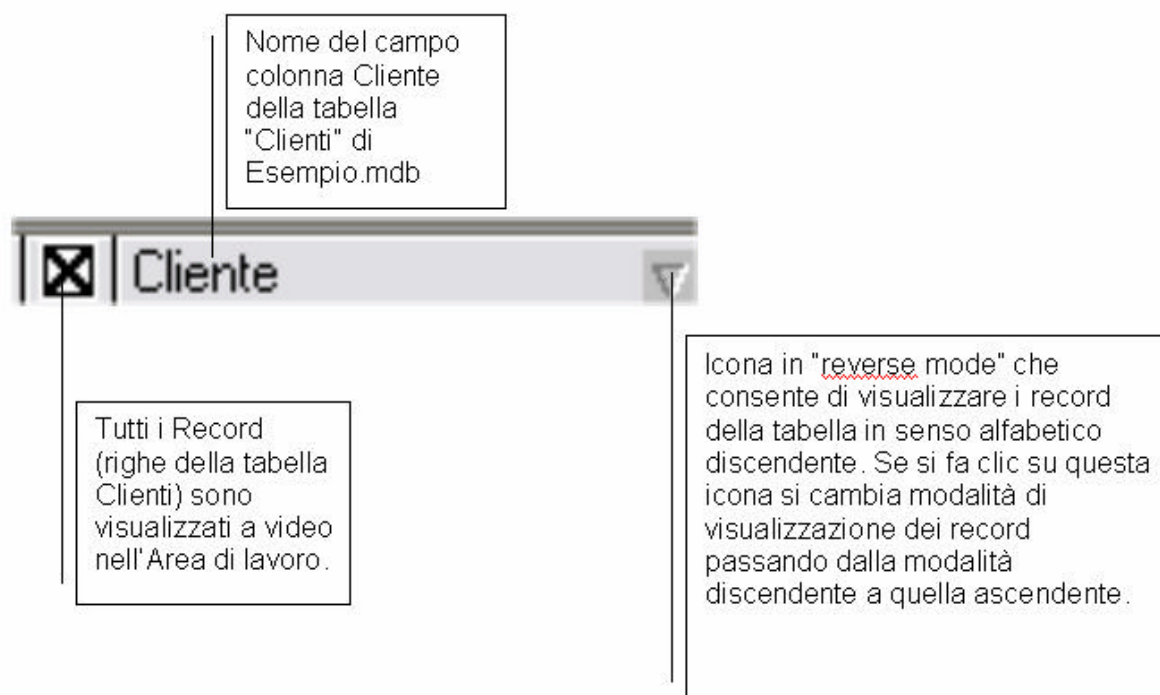 Nome del campo
colonna Cliente
della tabella
"Clienti" di
Esempio.mdb
Cliente
Tutti i Record
(righe della tabella
Clienti) sono
visualizzati a video
nell'Area di lavoro.
Icona in "reverse mode" che
consente di visualizzare i record
della tabella in senso alfabetico
discendente. Se si fa clic su questa
icona si cambia modalità di
visualizzazione dei record
passando dalla modalità
discendente a quella ascendente.